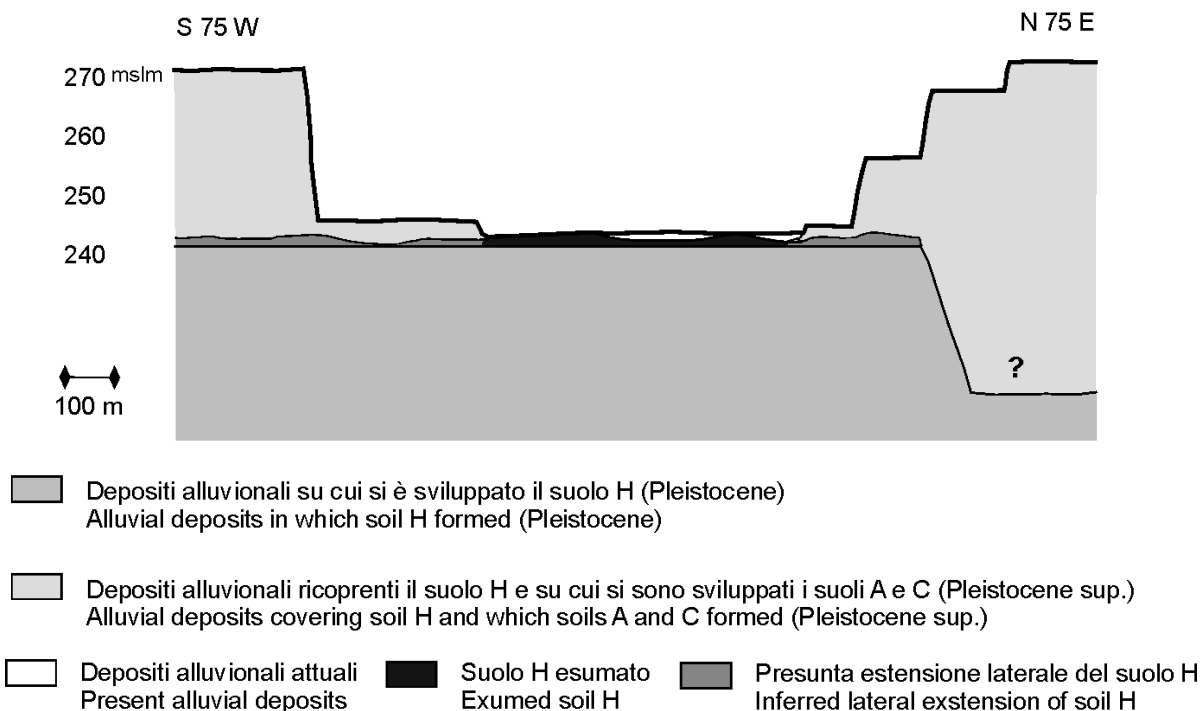 S 75 W
N 75 E
270 mslm
260
250
240
?
100 m
Depositi alluvionali su cui si è sviluppato il suolo H (Pleistocene)
Alluvial deposits in which soil H formed (Pleistocene)
Depositi alluvionali ricoprenti il suolo H e su cui si sono sviluppati i suoli A e C (Pleistocene sup.)
Alluvial deposits covering soil H and which soils A and C formed (Pleistocene sup.)
Depositi alluvionali attuali
Present alluvial deposits
Suolo H esumato
Exumed soil H
Presunta estensione laterale del suolo H
Inferred lateral exstension of soil H